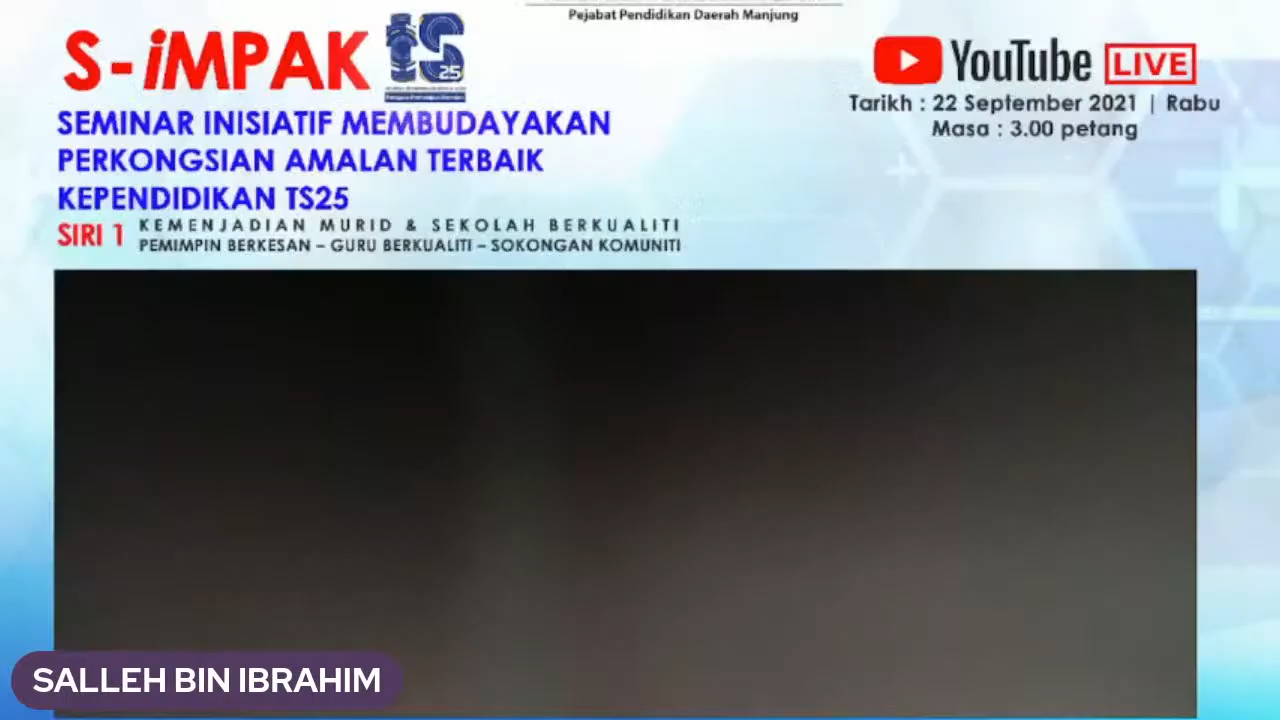 Pejabat Pendidikan Daerah Manjung
S-iMPAK TS25
SEMINAR INISIATIF MEMBUDAYAKAN
PERKONGSIAN AMALAN TERBAIK
KEPENDIDIKAN TS25
SIRI 1
KEMENJADIAN MURID & SEKOLAH BERKUALITI
PEMIMPIN BERKESAN – GURU BERKUALITI – SOKONGAN KOMUNITI
YouTube LIVE
Tarikh : 22 September 2021 | Rabu
Masa : 3.00 petang
SALLEH BIN IBRAHIM